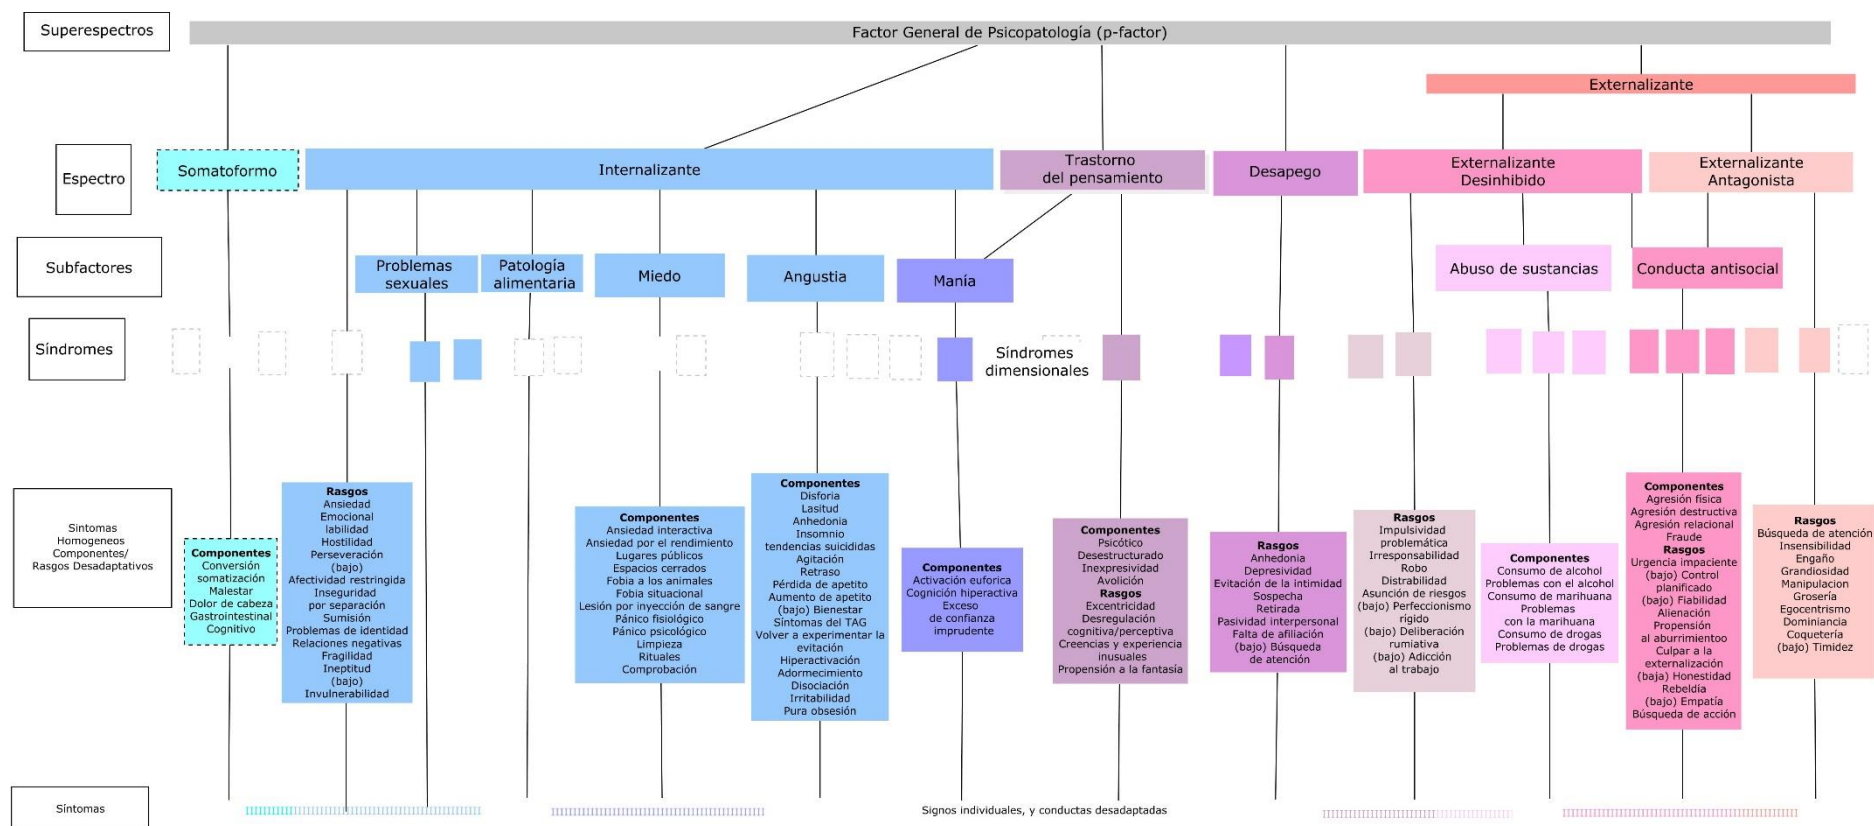 Superespectros
Factor General de Psicopatología (p-factor)
Externalizante
Espectro
Somatoformo
Internalizante
Trastorno
del pensamiento
Desapego
Externalizante
Desinhibido
Externalizante
Antagonista
Subfactores
Problemas
sexuales
Patología
alimentaria
Miedo
Angustia
Manía
Abuso de sustancias
Conducta antisocial
Síndromes
Síndromes
dimensionales
Sintomas
Homogeneos
Componentes/
Rasgos Desadaptativos
Componentes
Conversión
somatización
Malestar
Dolor de cabeza
Gastrointestinal
Cognitivo
Rasgos
Ansiedad
Emocional
labilidad
Hostilidad
Perseveración
(bajo)
Afectividad restringida
Inseguridad
por separación
Sumisión
Problemas de identidad
Relaciones negativas
Fragilidad
Ineptitud
(bajo)
Invulnerabilidad
Componentes
Ansiedad interactiva
Ansiedad por el rendimiento
Lugares públicos
Espacios cerrados
Fobia a los animales
Fobia situacional
Lesión por inyección de sangre
Pánico fisiológico
Pánico psicológico
Limpieza
Rituales
Comprobación
Componentes
Disforia
Lasitud
Anhedonia
Insomnio
tendencias suicididas
Agitación
Retraso
Pérdida de apetito
Aumento de apetito
(bajo) Bienestar
Síntomas del TAG
Volver a experimentar la
evitación
Hiperactivación
Adormecimiento
Disociación
Irritabilidad
Pura obsesión
Componentes
Activación euforica
Cognición hiperactiva
Exceso
de confianza
imprudente
Componentes
Psicótico
Desestructurado
Inexpresividad
Avolición
Rasgos
Excentricidad
Desregulación
cognitiva/perceptiva
Creencias y experiencia
inusuales
Propensión a la fantasía
Rasgos
Anhedonia
Depresividad
Evitación de la intimidad
Sospecha
Retirada
Pasividad interpersonal
Falta de afiliación
(bajo) Búsqueda
de atención
Rasgos
Impulsividad
problemática
Irresponsabilidad
Robo
Distrabilidad
Asunción de riesgos
(bajo) Perfeccionismo
rígido
(bajo) Deliberación
rumiativa
(bajo) Adicción
al trabajo
Componentes
Consumo de alcohol
Problemas con el alcohol
Consumo de marihuana
Problemas
con la marihuana
Consumo de drogas
Problemas de drogas
Componentes
Agresión física
Agresión destructiva
Agresión relacional
Fraude
Rasgos
Urgencia impaciente
(bajo) Control
planificado
(bajo) Fiabilidad
Alienación
Propensión
al aburrimientoo
Culpar a la
externalización
(baja) Honestidad
Rebeldía
(bajo) Empatía
Búsqueda de acción
Rasgos
Búsqueda de atención
Insensibilidad
Engaño
Grandiosidad
Manipulacion
Grosería
Egocentrismo
Dominiancia
Coquetería
(bajo) Timidez
Síntomas
Signos individuales, y conductas desadaptadas